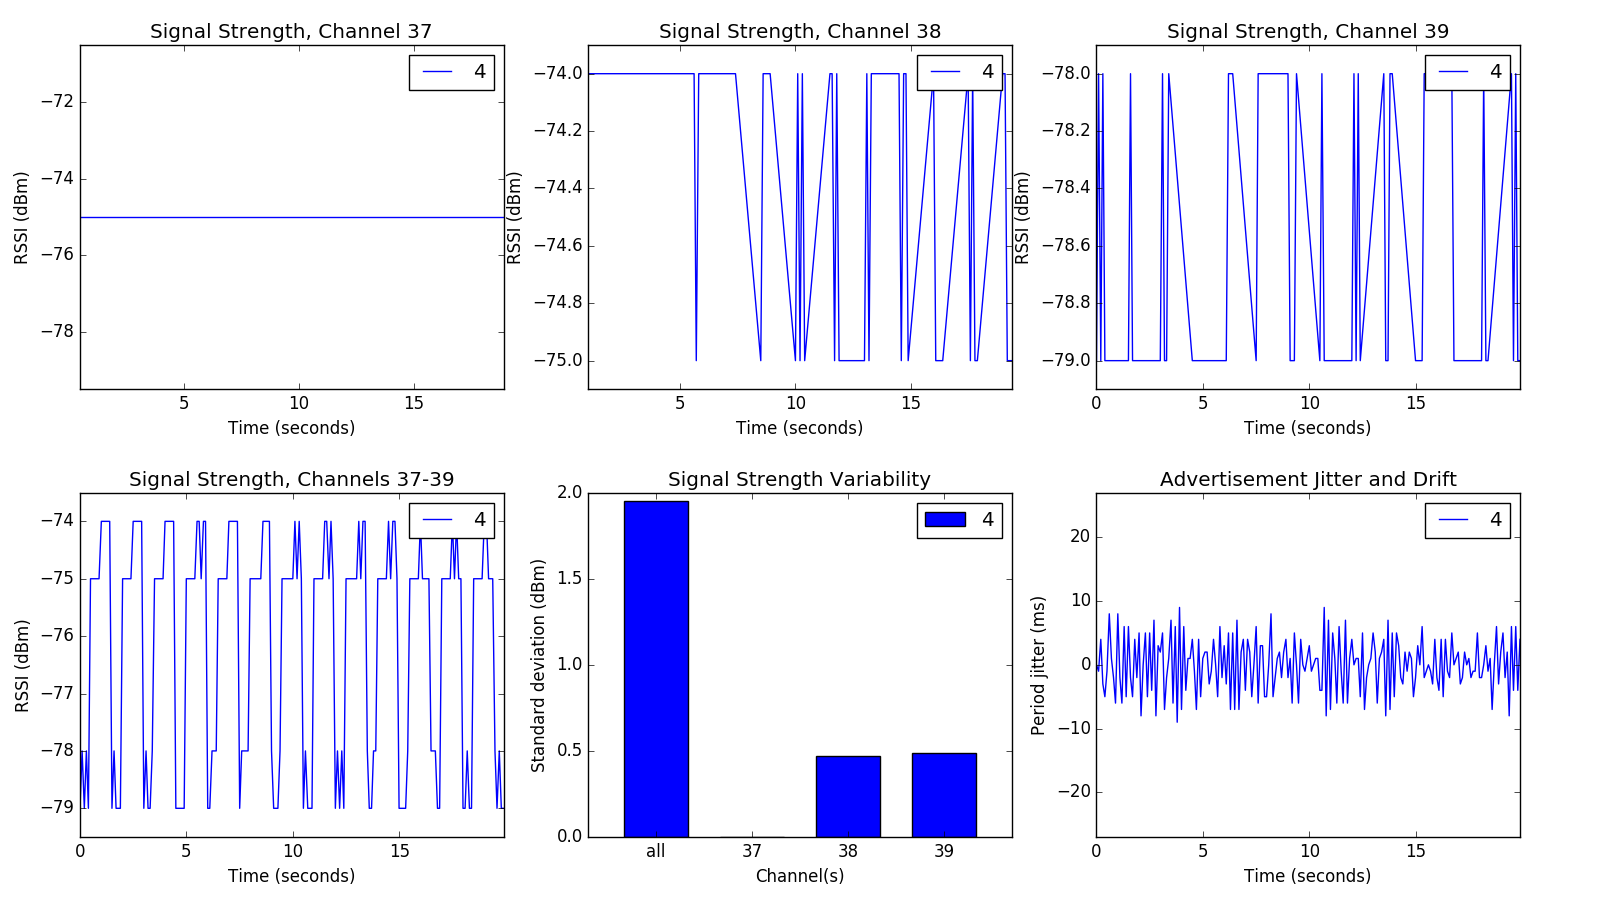 Signal Strength, Channel 37
4
−72
−74
−76
−78
RSSI (dBm)
5 10 15
Time (seconds)
Signal Strength, Channel 38
4
−74.0
−74.2
−74.4
−74.6
−74.8
−75.0
RSSI (dBm)
5 10 15
Time (seconds)
Signal Strength, Channel 39
4
−78.0
−78.2
−78.4
−78.6
−78.8
−79.0
RSSI (dBm)
0 5 10 15
Time (seconds)
Signal Strength, Channels 37-39
4
−74
−75
−76
−77
−78
−79
RSSI (dBm)
0 5 10 15
Time (seconds)
Signal Strength Variability
4
2.0
1.5
1.0
0.5
0.0
Standard deviation (dBm)
all 37 38 39
Channel(s)
Advertisement Jitter and Drift
4
20
10
0
−10
−20
Period jitter (ms)
0 5 10 15
Time (seconds)